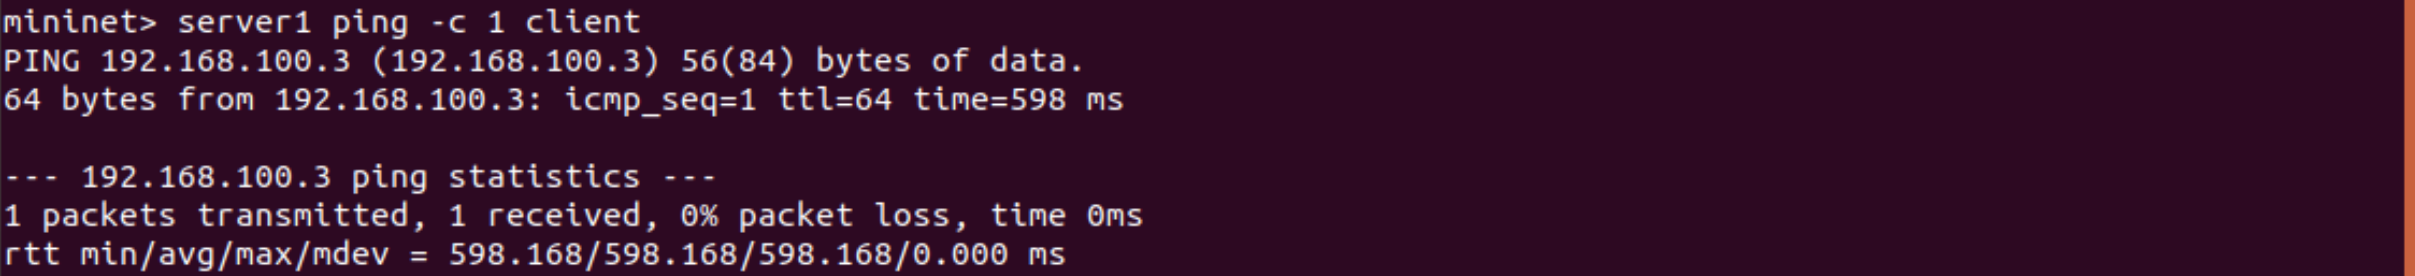 mininet> server1 ping -c 1 client
PING 192.168.100.3 (192.168.100.3) 56(84) bytes of data.
64 bytes from 192.168.100.3: icmp_seq=1 ttl=64 time=598 ms
--- 192.168.100.3 ping statistics ---
1 packets transmitted, 1 received, 0% packet loss, time 0ms
rtt min/avg/max/mdev = 598.168/598.168/598.168/0.000 ms